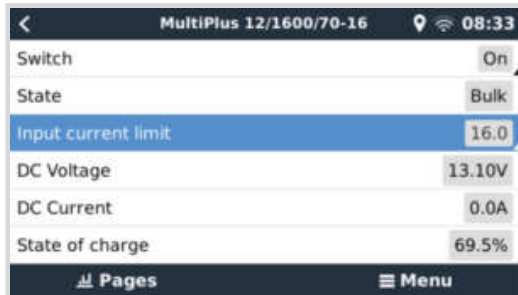 MultiPlus 12/1600/70-16 08:33
Switch On
State Bulk
Input current limit 16.0
DC Voltage 13.10V
DC Current 0.0A
State of charge 69.5%
Pages Menu